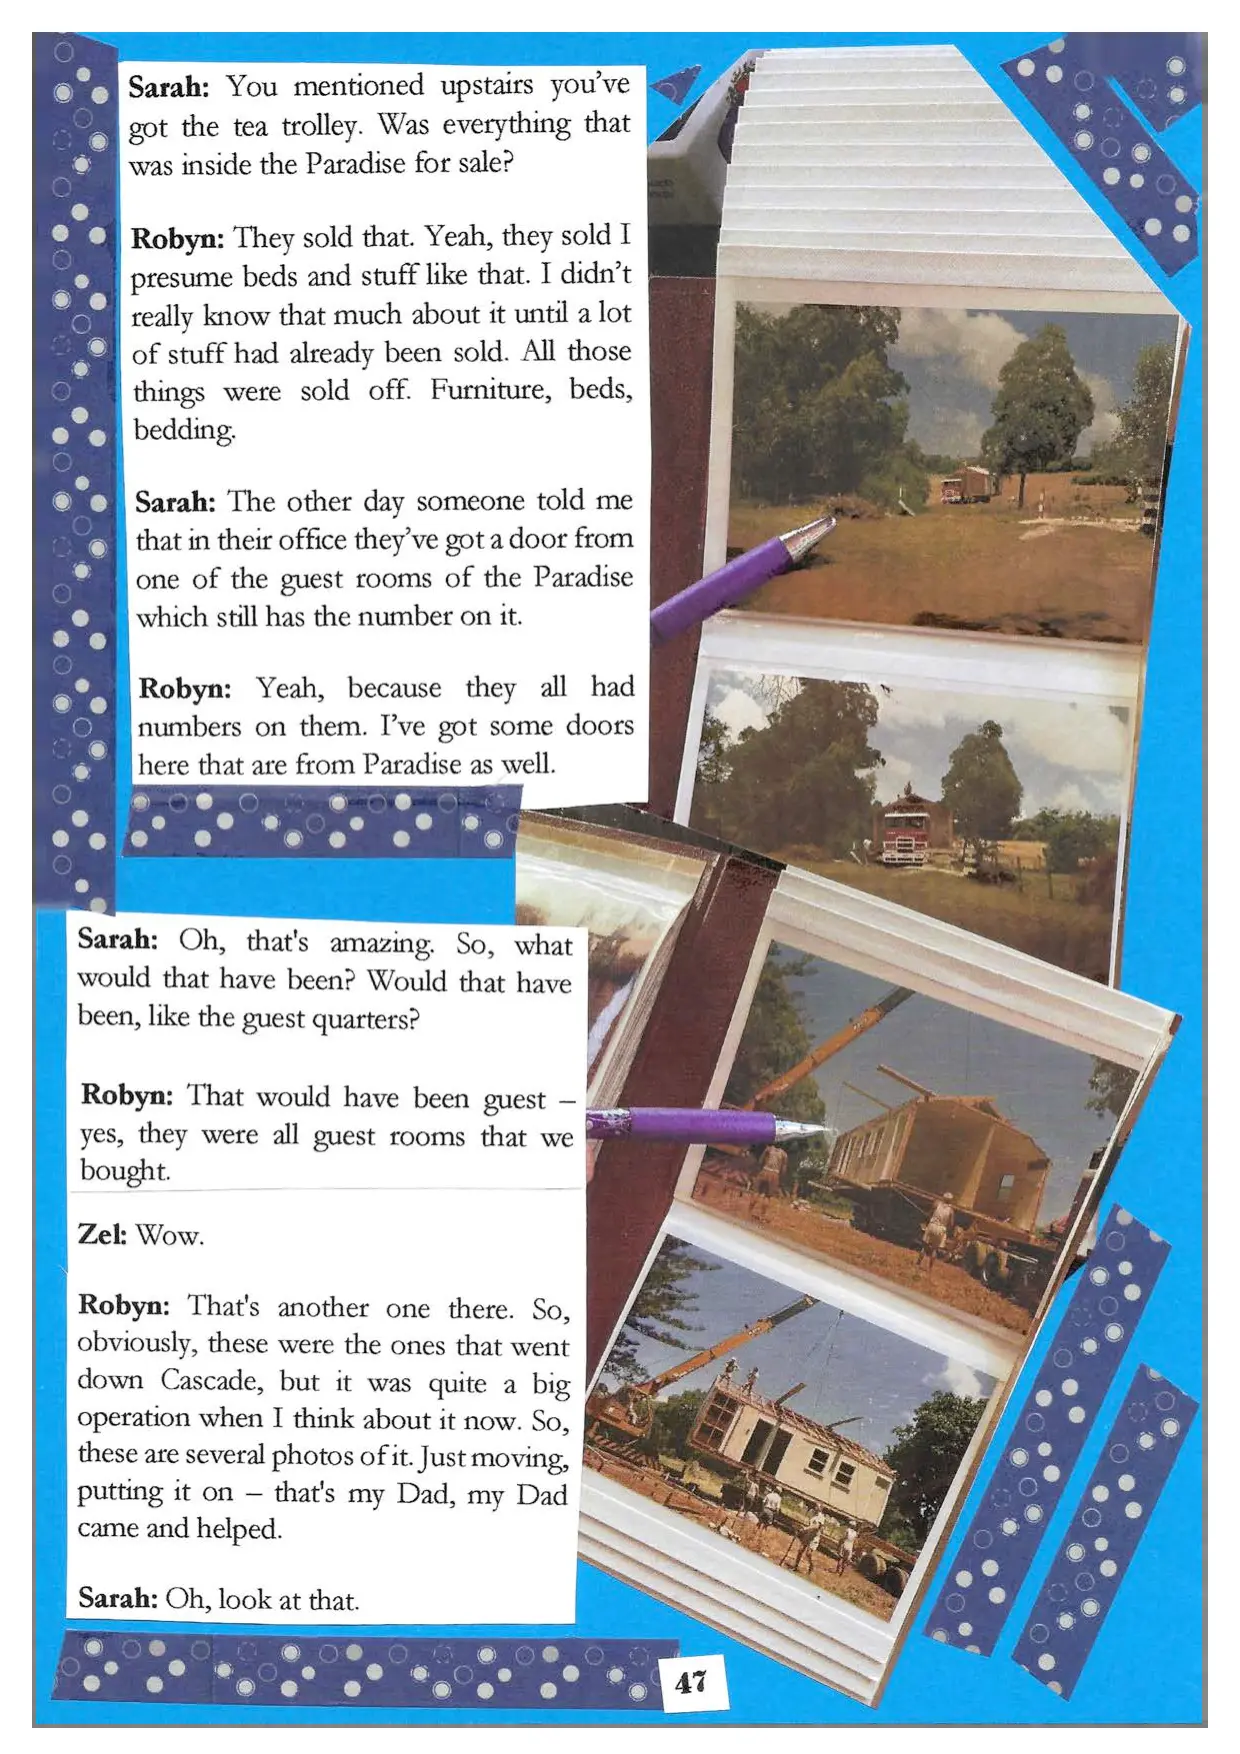 Sarah: You mentioned upstairs you've
got the tea trolley. Was everything that
was inside the Paradise for sale?
Robyn: They sold that. Yeah, they sold I
presume beds and stuff like that. I didn't
really know that much about it until a lot
of stuff had already been sold. All those
things were sold off. Furniture, beds,
bedding.
Sarah: The other day someone told me
that in their office they've got a door from
one of the guest rooms of the Paradise
which still has the number on it.
Robyn: Yeah, because they all had
numbers on them. I've got some doors
here that are from Paradise as well.
Sarah: Oh, that's amazing. So, what
would that have been? Would that have
been, like the guest quarters?
Robyn: That would have been guest –
yes, they were all guest rooms that we
bought.
Zel: Wow.
Robyn: That's another one there. So,
obviously, these were the ones that went
down Cascade, but it was quite a big
operation when I think about it now. So,
these are several photos of it. Just moving,
putting it on – that's my Dad, my Dad
came and helped.
Sarah: Oh, look at that.
47